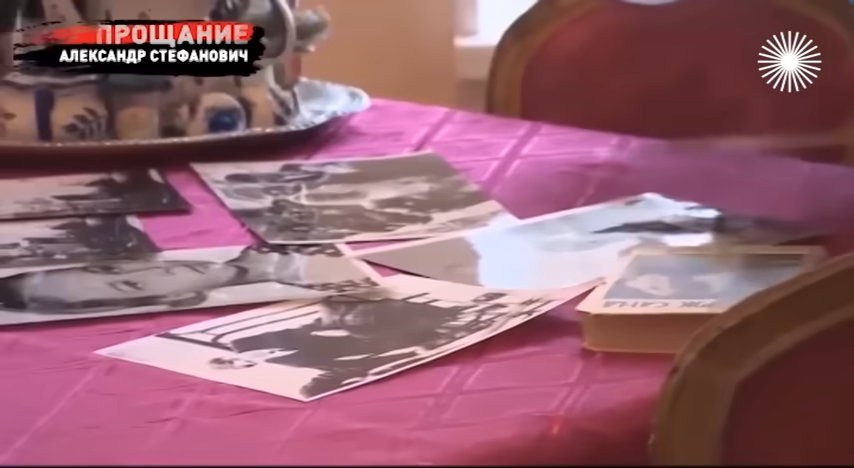 ПРОЩАНИЕ
АЛЕКСАНДР СТЕФАНОВИЧ